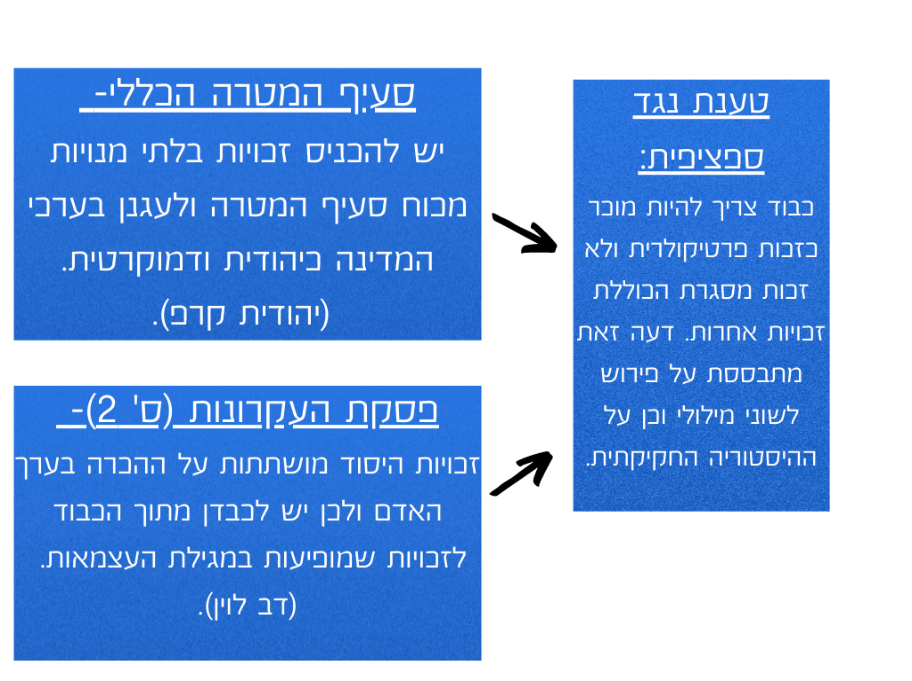 סעיף המטרה הכללי-
יש להכניס זכויות בלתי מנויות
מכוח סעיף המטרה ולעגנן בערכי
המדינה כיהודית ודמוקרטית.
(יהודית קרפ).
פסקת העקרונות (ס' 2)-
זכויות היסוד מושתתות על ההכרה בערך
האדם ולכן יש לכבדן מתוך הכבוד
לזכויות שמופיעות במגילת העצמאות.
(דב לוין).
טענת נגד
ספציפית:
כבוד צריך להיות מוכר
כזכות פרטיקולרית ולא
זכות מסגרת הכוללת
זכויות אחרות. דעה זאת
מתבססת על פירוש
לשוני מילולי וכן על
ההיסטוריה החקיקתית.